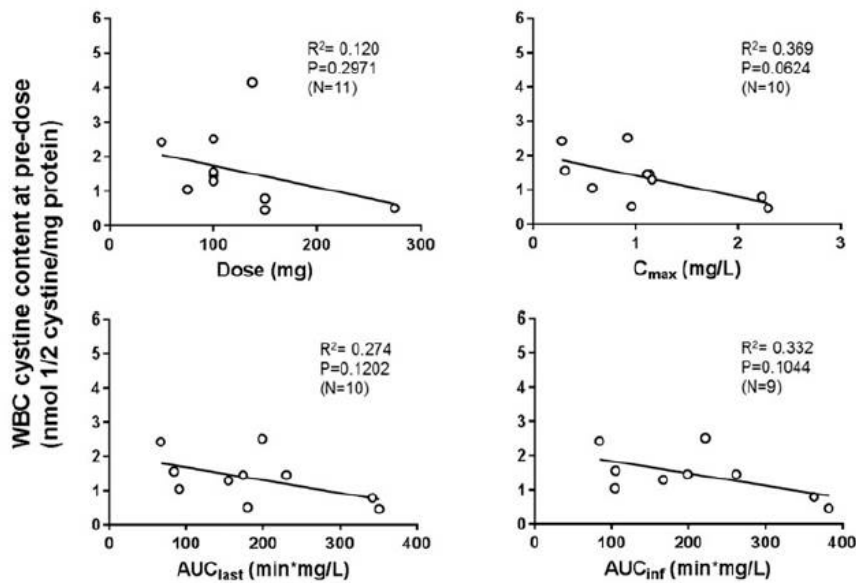 WBC cystine content at pre-dose
(nmol 1/2 cystine/mg protein)
6
5
4
3
2
1
0
R²= 0.120
P=0.2971
(N=11)
0
100
200
300
Dose (mg)
6
5
4
3
2
1
0
R²= 0.369
P=0.0624
(N=10)
0
1
2
3
Cmax (mg/L)
6
5
4
3
2
1
0
R²= 0.274
P=0.1202
(N=10)
0
100
200
300
400
AUClast (min*mg/L)
6
5
4
3
2
1
0
R²= 0.332
P=0.1044
(N=9)
0
100
200
300
400
AUCinf (min*mg/L)